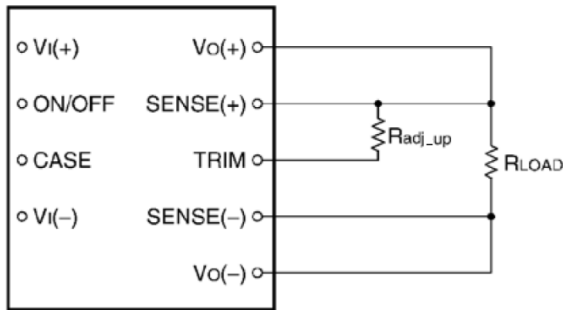 VI(+)
VO(+)
ON/OFF
SENSE(+)
CASE
TRIM
VI(−)
SENSE(−)
VO(−)
Radj_up
RLOAD